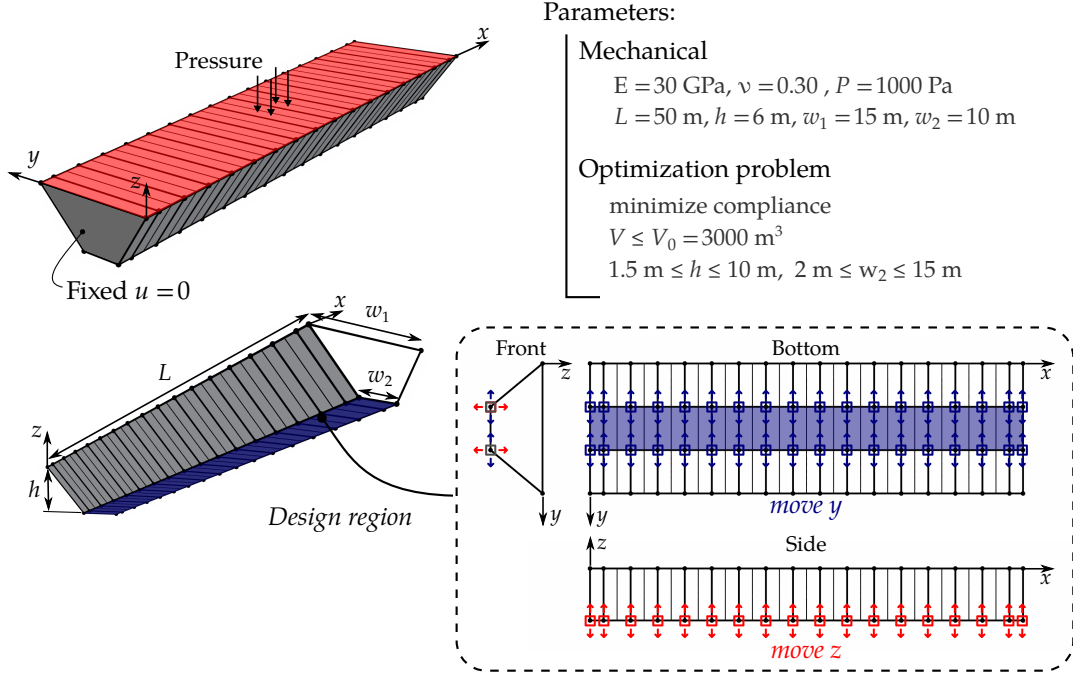 Parameters:
Mechanical
E = 30 GPa, ν = 0.30 , P = 1000 Pa
L = 50 m, h = 6 m, w₁ = 15 m, w₂ = 10 m
Optimization problem
minimize compliance
V ≤ V₀ = 3000 m³
1.5 m ≤ h ≤ 10 m, 2 m ≤ w₂ ≤ 15 m
Pressure
x
y
z
Fixed u = 0
x
w₁
L
w₂
z
h
Design region
Front
z
y
Bottom
x
y
move y
Side
z
x
move z